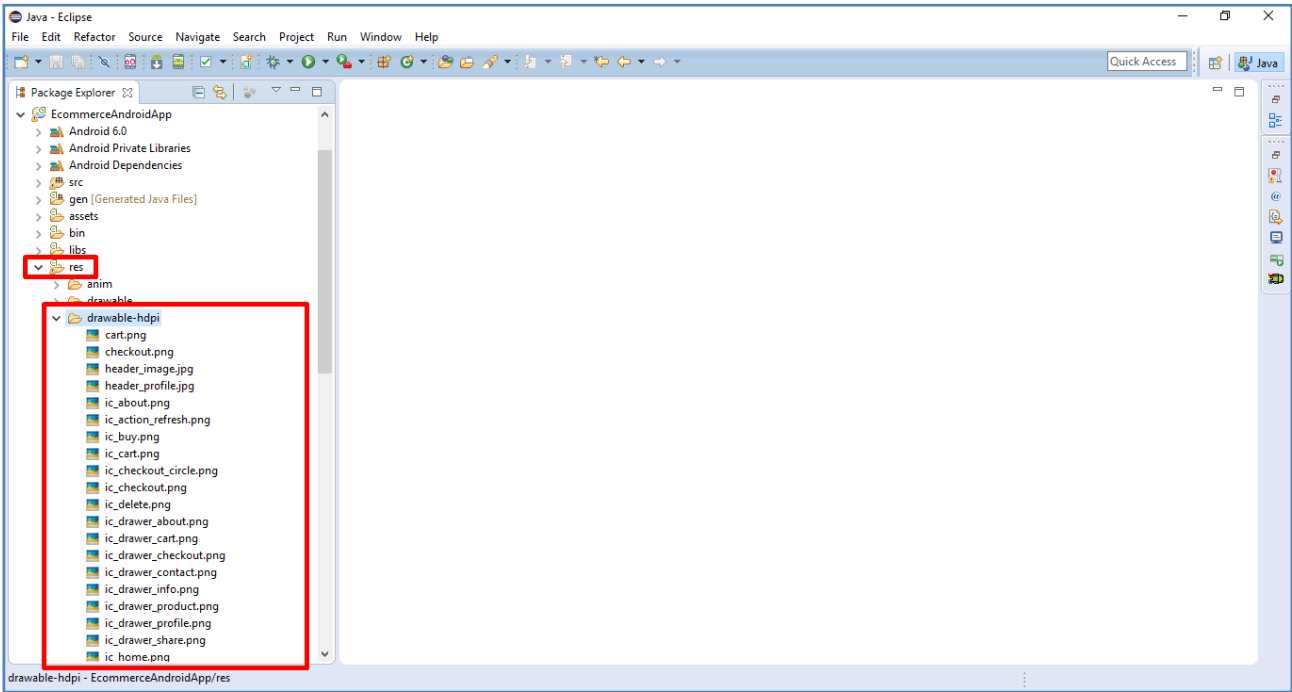 Java - Eclipse
File Edit Refactor Source Navigate Search Project Run Window Help
Quick Access
Java
Package Explorer
EcommerceAndroidApp
Android 6.0
Android Private Libraries
Android Dependencies
src
gen [Generated Java Files]
assets
bin
libs
res
anim
drawable
drawable-hdpi
cart.png
checkout.png
header_image.jpg
header_profile.jpg
ic_about.png
ic_action_refresh.png
ic_buy.png
ic_cart.png
ic_checkout_circle.png
ic_checkout.png
ic_delete.png
ic_drawer_about.png
ic_drawer_cart.png
ic_drawer_checkout.png
ic_drawer_contact.png
ic_drawer_info.png
ic_drawer_product.png
ic_drawer_profile.png
ic_drawer_share.png
ic_home.png
drawable-hdpi - EcommerceAndroidApp/res